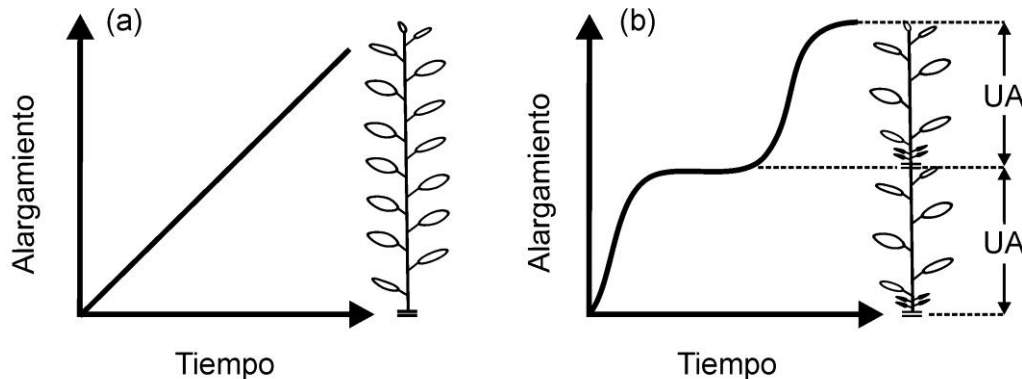 (a)
Alargamiento
Tiempo
(b)
Alargamiento
Tiempo
UA
UA